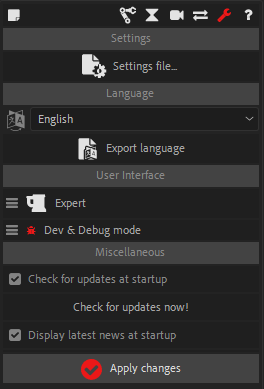 ?
Settings
Settings file...
Language
English
Export language
User Interface
Expert
Dev & Debug mode
Miscellaneous
Check for updates at startup
Check for updates now!
Display latest news at startup
Apply changes